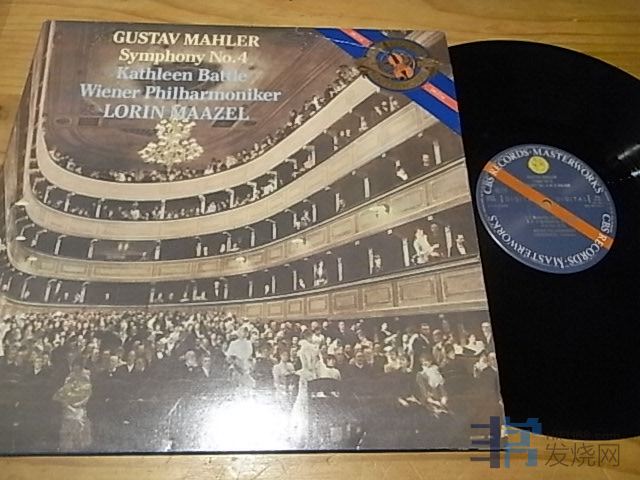 GUSTAV MAHLER
Symphony No.4
Kathleen Battle
Wiener Philharmoniker
LORIN MAAZEL
CBS RECORDS·MASTERWORKS
CBS RECORDS·MASTERWORKS
DIGITAL
发烧网